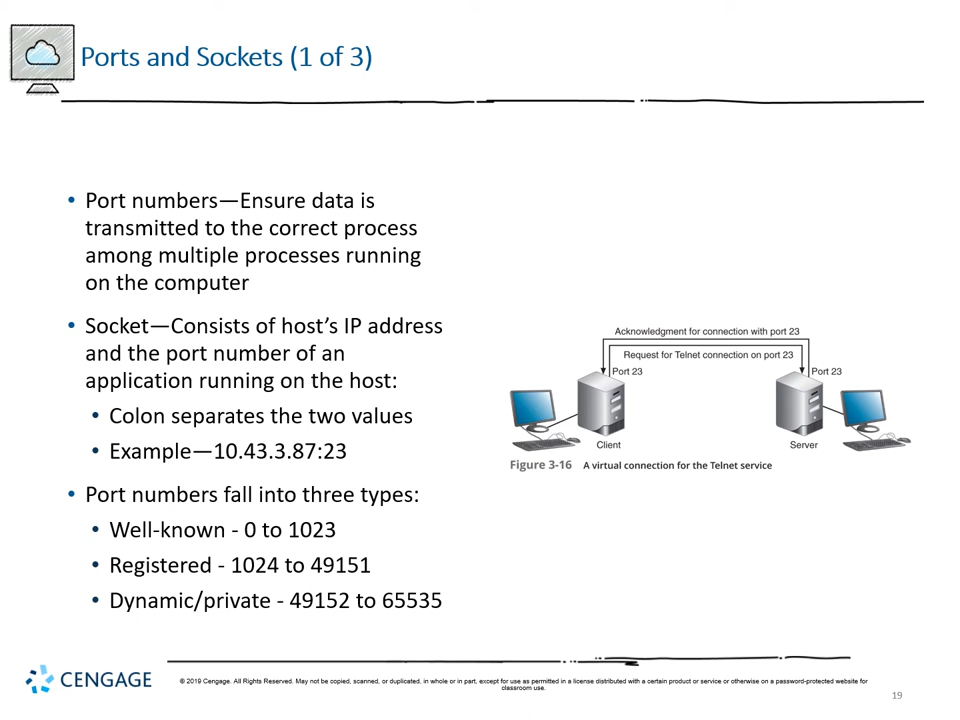 Ports and Sockets (1 of 3)
• Port numbers—Ensure data is
transmitted to the correct process
among multiple processes running
on the computer
• Socket—Consists of host’s IP address
and the port number of an
application running on the host:
• Colon separates the two values
• Example—10.43.3.87:23
• Port numbers fall into three types:
• Well-known - 0 to 1023
• Registered - 1024 to 49151
• Dynamic/private - 49152 to 65535
Acknowledgment for connection with port 23
Request for Telnet connection on port 23
Port 23
Port 23
Client
Server
Figure 3-16 A virtual connection for the Telnet service
CENGAGE
© 2019 Cengage. All Rights Reserved. May not be copied, scanned, or duplicated, in whole or in part, except for use as permitted in a license distributed with a certain product or service or otherwise on a password-protected website for
classroom use.
19